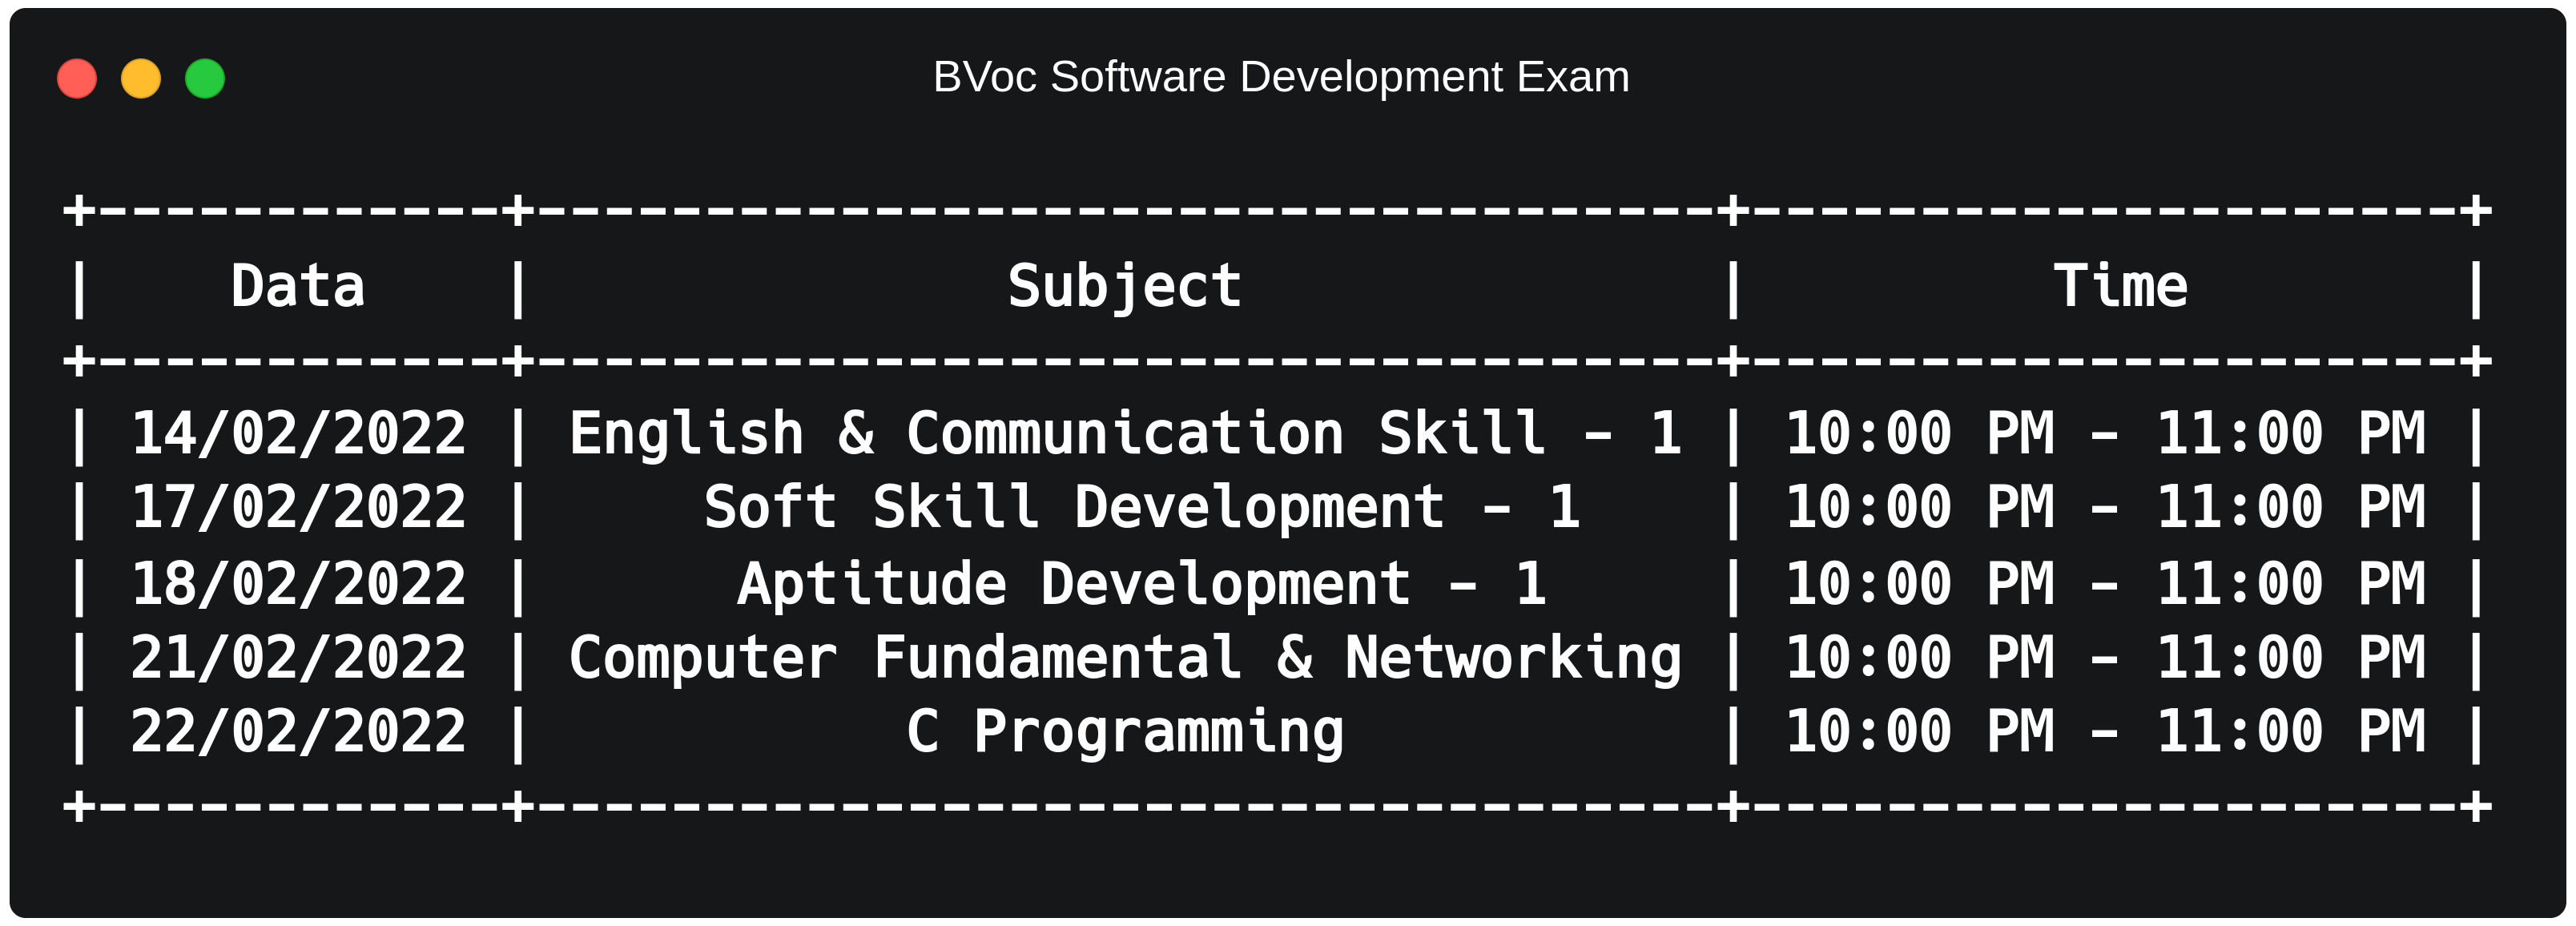 BVoc Software Development Exam
+------------+-----------------------------------+---------------------+
|    Data    |              Subject              |         Time        |
+------------+-----------------------------------+---------------------+
| 14/02/2022 | English & Communication Skill - 1 | 10:00 PM - 11:00 PM |
| 17/02/2022 |     Soft Skill Development - 1    | 10:00 PM - 11:00 PM |
| 18/02/2022 |      Aptitude Development - 1     | 10:00 PM - 11:00 PM |
| 21/02/2022 | Computer Fundamental & Networking | 10:00 PM - 11:00 PM |
| 22/02/2022 |           C Programming           | 10:00 PM - 11:00 PM |
+------------+-----------------------------------+---------------------+